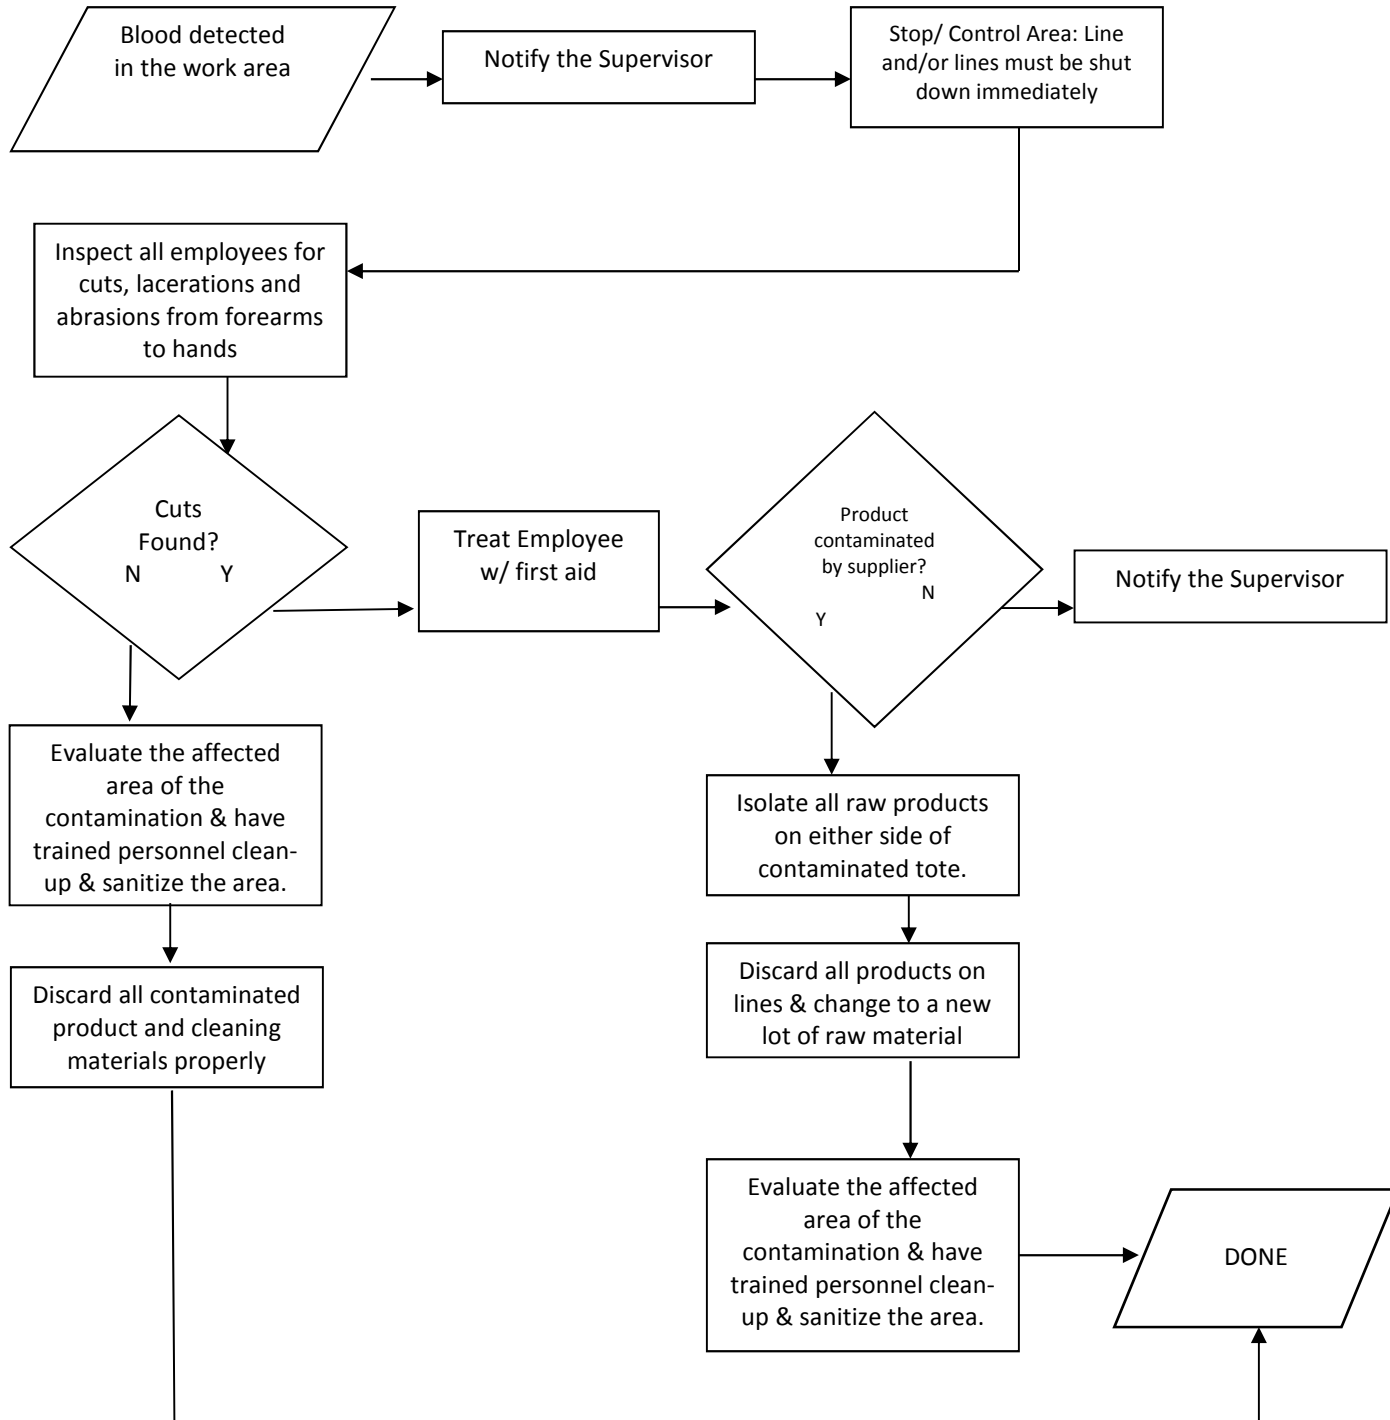 Blood detected
in the work area
Notify the Supervisor
Stop/ Control Area: Line
and/or lines must be shut
down immediately
Inspect all employees for
cuts, lacerations and
abrasions from forearms
to hands
Cuts
Found?
N Y
Treat Employee
w/ first aid
Product
contaminated
by supplier?
N
Y
Notify the Supervisor
Evaluate the affected
area of the
contamination & have
trained personnel clean-
up & sanitize the area.
Isolate all raw products
on either side of
contaminated tote.
Discard all contaminated
product and cleaning
materials properly
Discard all products on
lines & change to a new
lot of raw material
Evaluate the affected
area of the
contamination & have
trained personnel clean-
up & sanitize the area.
DONE